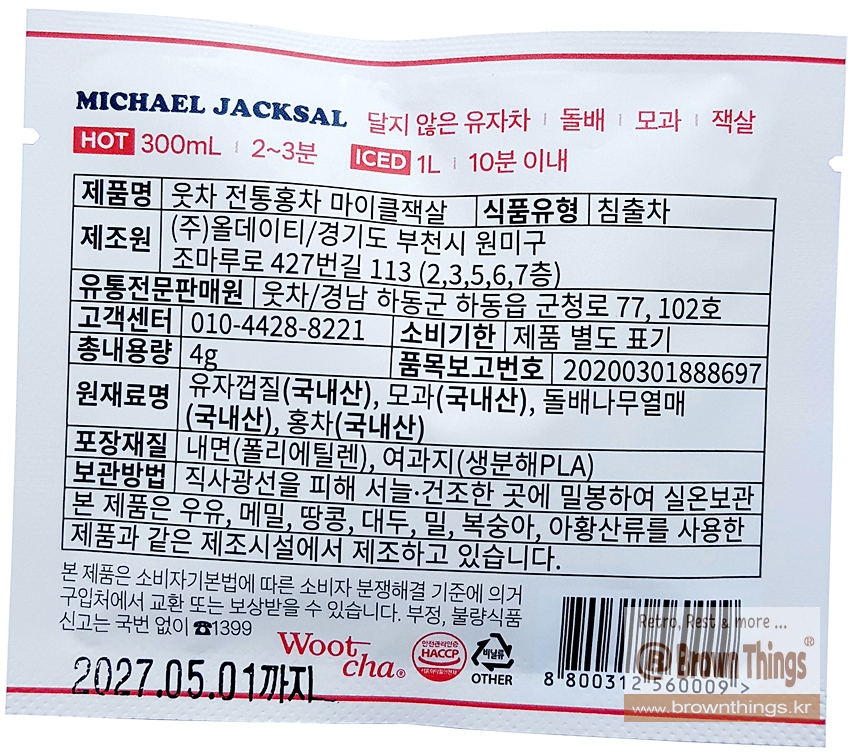 MICHAEL JACKSAL 달지 않은 유자차 | 돌배 | 모과 | 잭살
HOT 300mL | 2~3분 ICED 1L | 10분 이내
제품명 웃차 전통홍차 마이클잭살 식품유형 침출차
제조원 (주)올데이티/경기도 부천시 원미구
조마루로 427번길 113 (2,3,5,6,7층)
유통전문판매원 웃차/경남 하동군 하동읍 군청로 77, 102호
고객센터 010-4428-8221 소비기한 제품 별도 표기
총내용량 4g 품목보고번호 20200301888697
원재료명 유자껍질(국내산), 모과(국내산), 돌배나무열매
(국내산), 홍차(국내산)
포장재질 내면(폴리에틸렌), 여과지(생분해PLA)
보관방법 직사광선을 피해 서늘·건조한 곳에 밀봉하여 실온보관
본 제품은 우유, 메밀, 땅콩, 대두, 밀, 복숭아, 아황산류를 사용한
제품과 같은 제조시설에서 제조하고 있습니다.
본 제품은 소비자기본법에 따른 소비자 분쟁해결 기준에 의거
구입처에서 교환 또는 보상받을 수 있습니다. 부정, 불량식품
신고는 국번 없이 ☎1399
Woot cha®
안전관리인증
HACCP
식품의약품안전처
비닐류
OTHER
8 800312 560009 >
2027.05.01까지
Retro, Rest & more ...
B Brown Things®
www.brownthings.kr